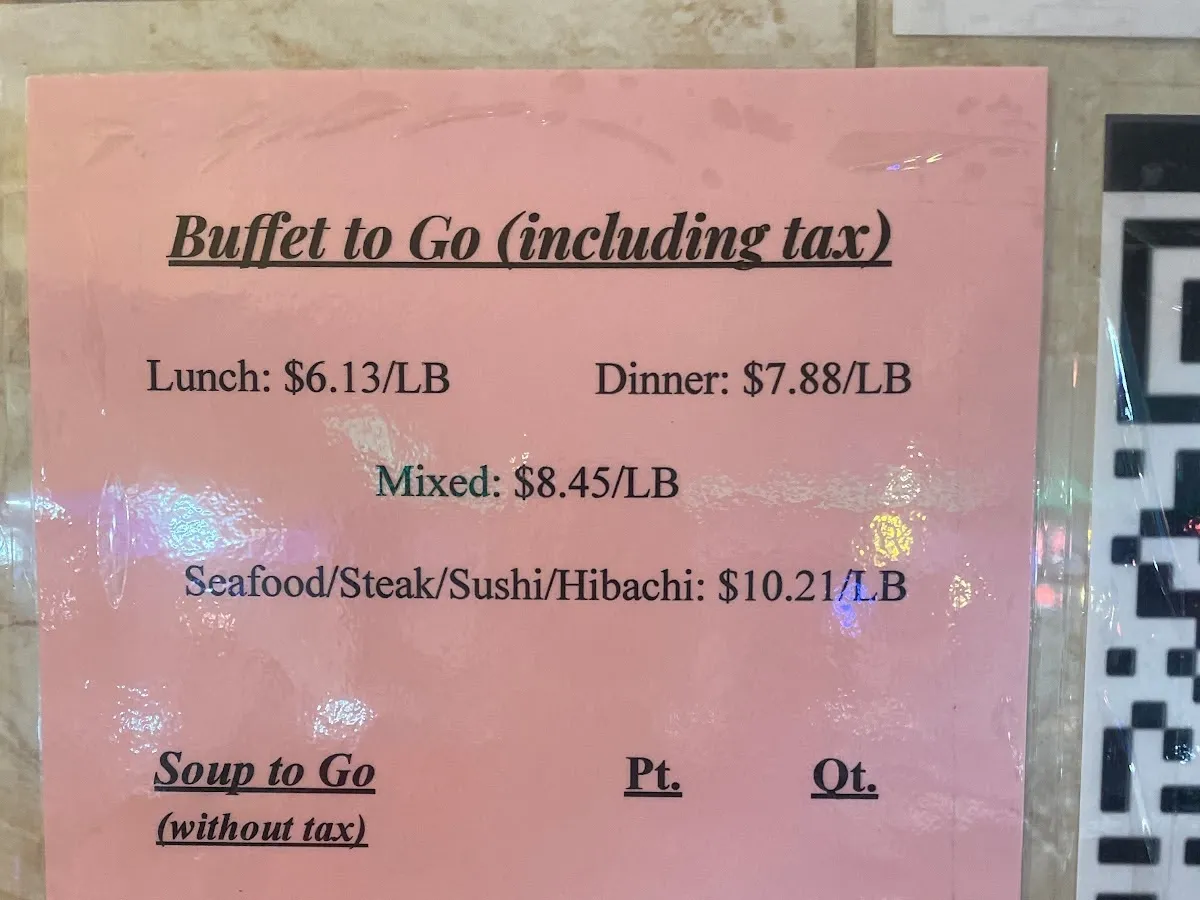 Buffet to Go (including tax)
Lunch: $6.13/LB Dinner: $7.88/LB
Mixed: $8.45/LB
Seafood/Steak/Sushi/Hibachi: $10.21/LB
Soup to Go Pt. Qt.
(without tax)